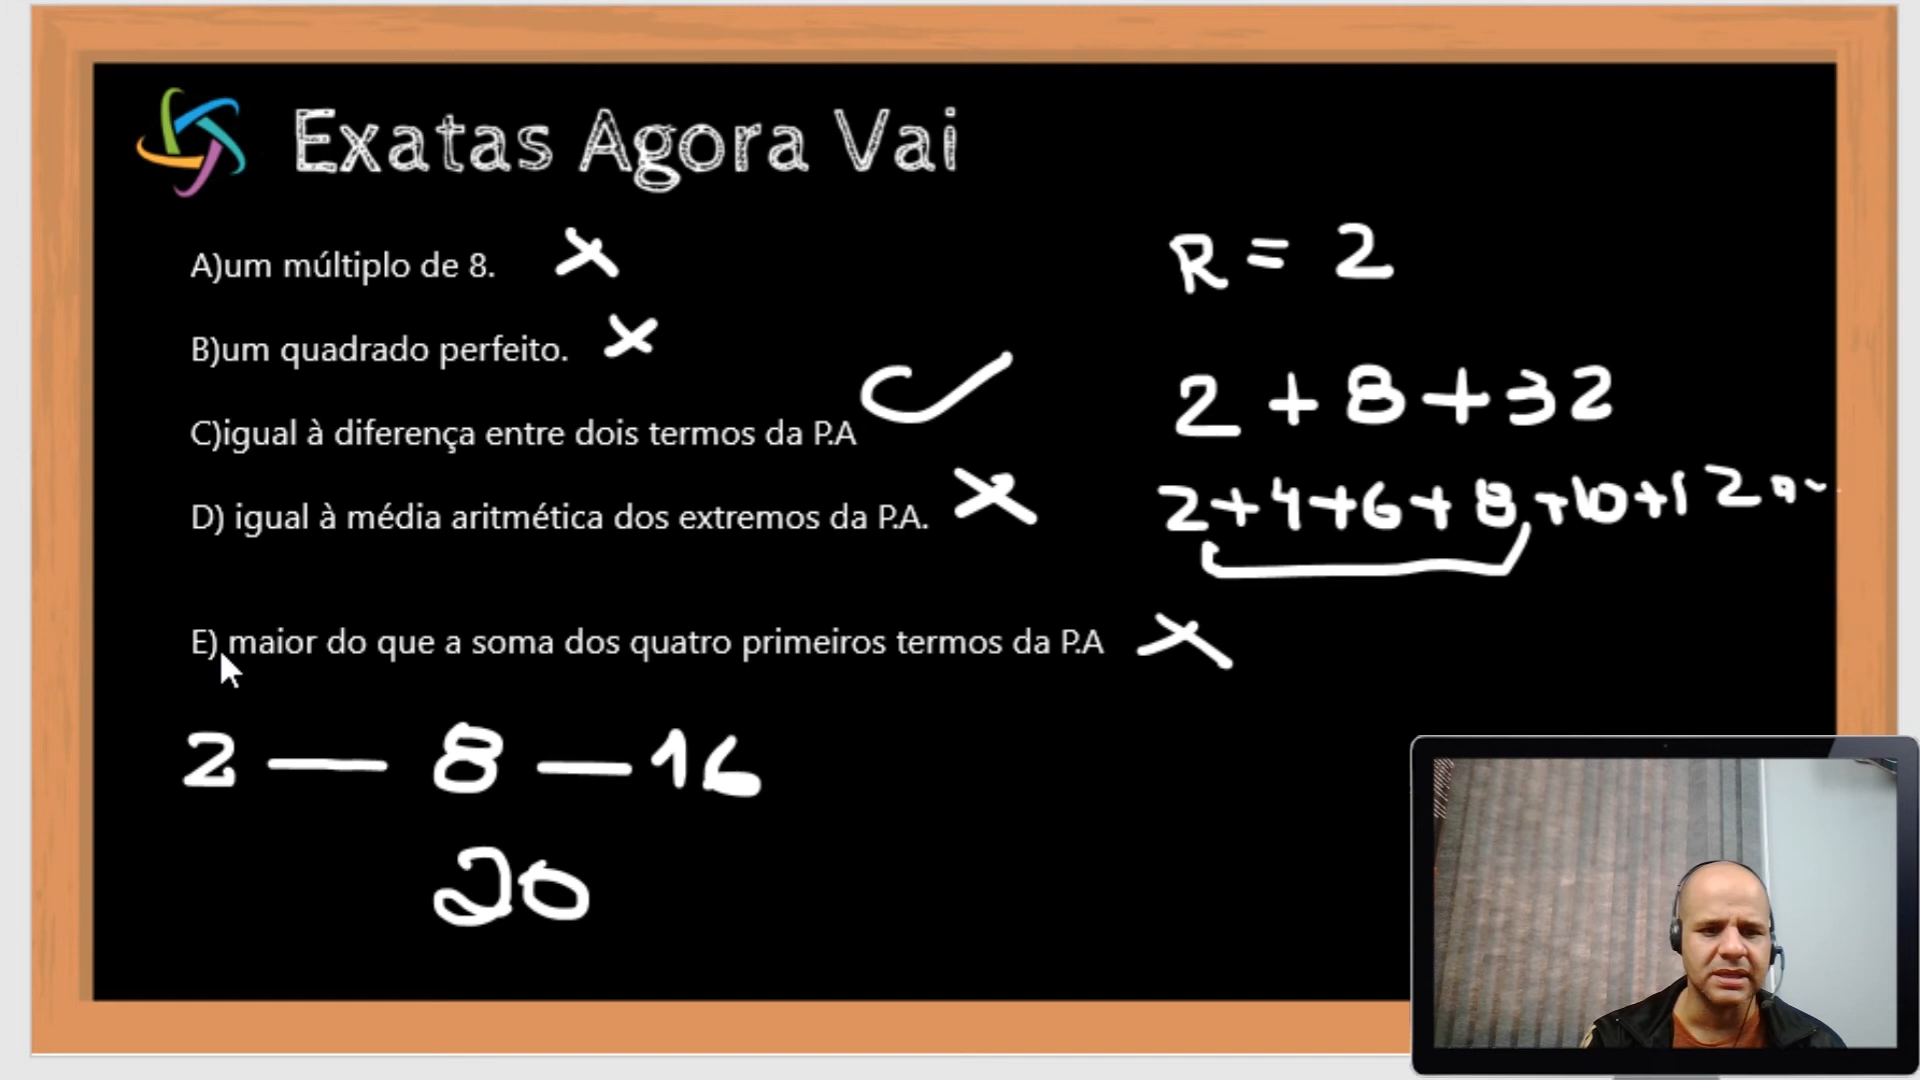 Exatas Agora Vai
A)um múltiplo de 8. x
R = 2
B)um quadrado perfeito. x
2 + 8 + 32
C)igual à diferença entre dois termos da P.A
2+4+6+8+10+12
D) igual à média aritmética dos extremos da P.A. x
E) maior do que a soma dos quatro primeiros termos da P.A x
2 — 8 — 16
20